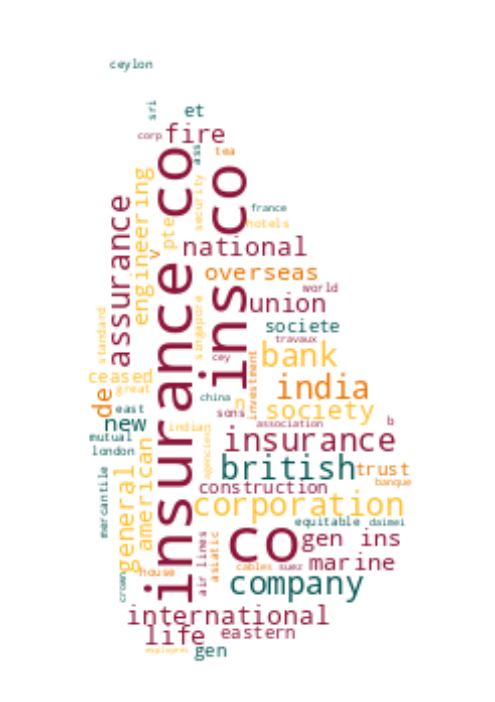 ceylon
sri
et
corp
fire
ass
tea
insurance co
ins co
engineering
pte
security
assurance
france
hotels
v
national
overseas
world
union
standard
singapore
societe
travaux
cey
bank
investment
ceased
great
india
de
china
n
east
sons
society
new
association
b
indian
mutual
insurance
london
agencies
british
trust
mercantile
general
american
banque
construction
corporation
equitable
daimei
co
gen ins
air lines
asiatic
marine
cables
suez
house
crown
company
international
life
eastern
gen
employers